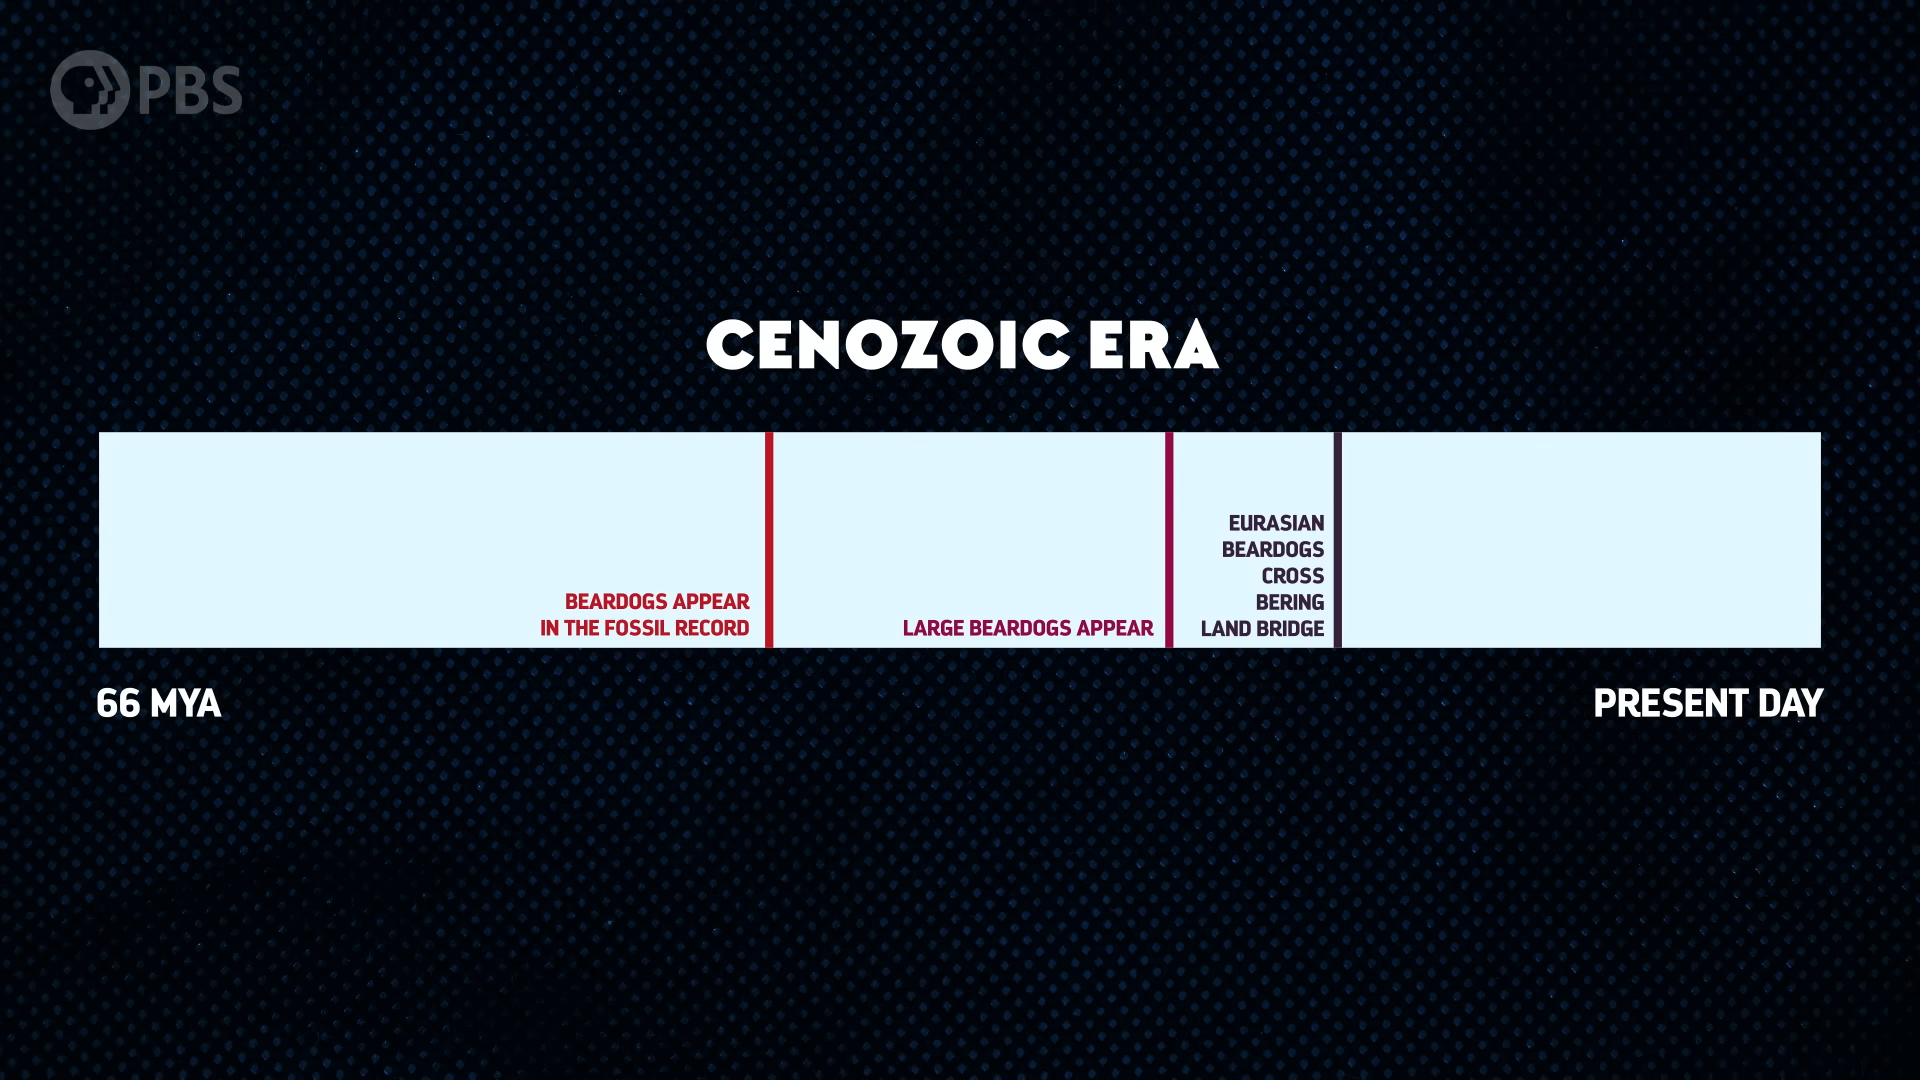 PBS
CENOZOIC ERA
BEARDOGS APPEAR
IN THE FOSSIL RECORD
LARGE BEARDOGS APPEAR
EURASIAN
BEARDOGS
CROSS
BERING
LAND BRIDGE
66 MYA
PRESENT DAY